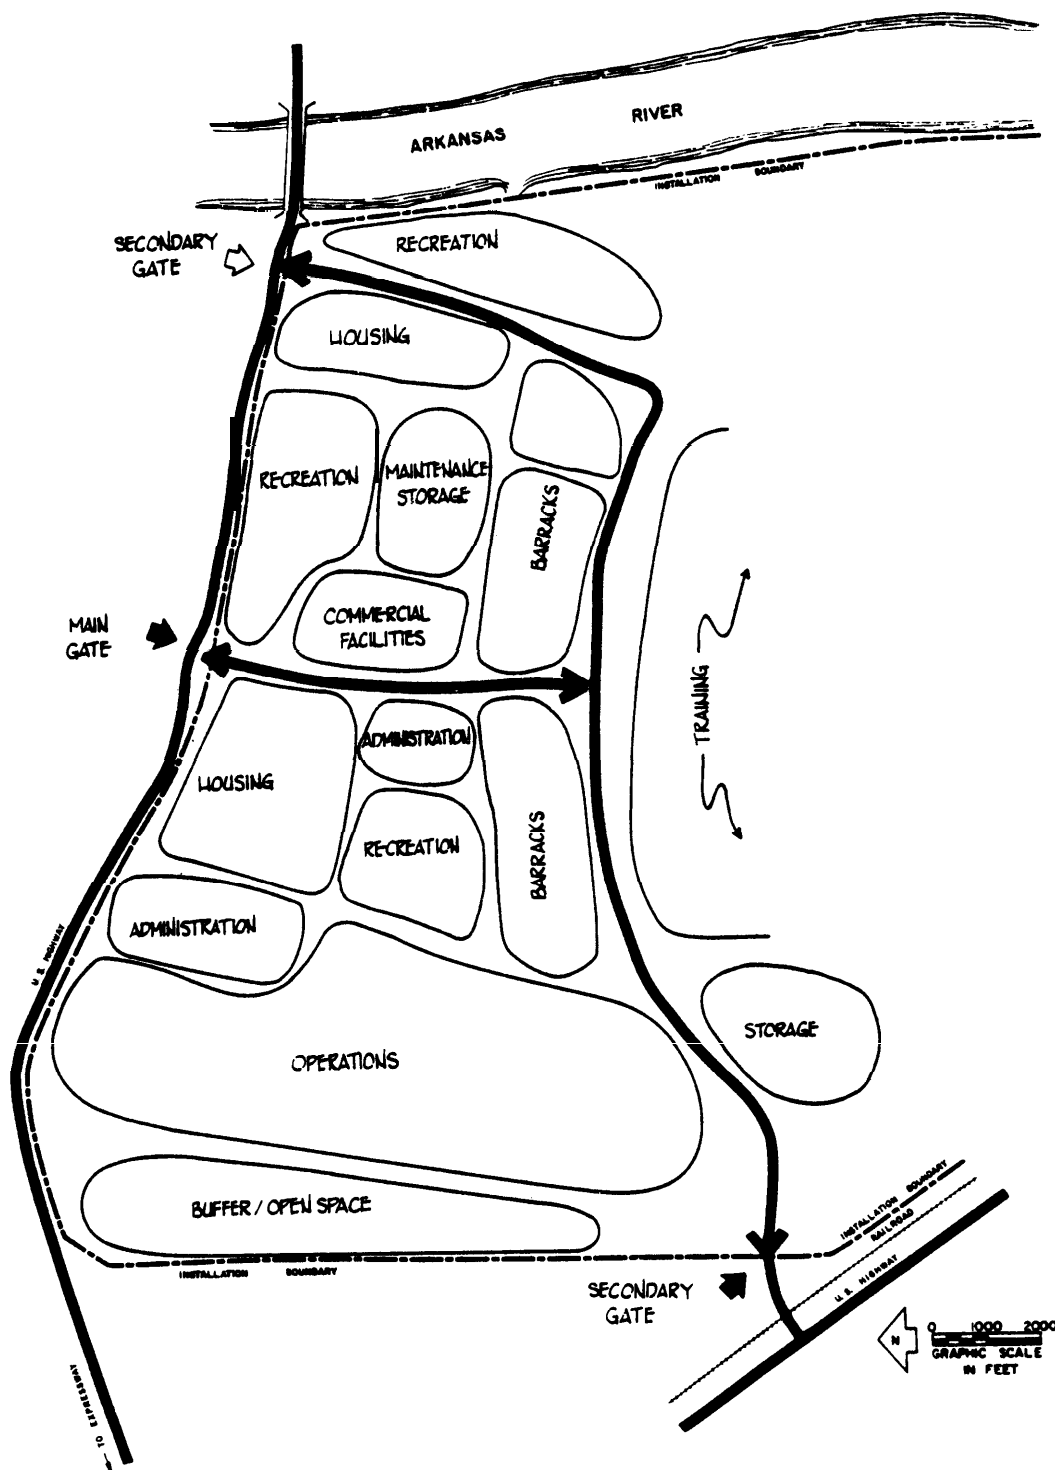 ARKANSAS RIVER
INSTALLATION BOUNDARY
SECONDARY
GATE
RECREATION
HOUSING
RECREATION
MAINTENANCE
STORAGE
BARRACKS
COMMERCIAL
FACILITIES
MAIN
GATE
TRAINING
ADMINISTRATION
HOUSING
RECREATION
BARRACKS
ADMINISTRATION
U. S. HIGHWAY
STORAGE
OPERATIONS
BUFFER / OPEN SPACE
INSTALLATION BOUNDARY
INSTALLATION BOUNDARY
RAILROAD
U. S. HIGHWAY
SECONDARY
GATE
N
0 1000 2000
GRAPHIC SCALE
IN FEET
TO EXPRESSWAY